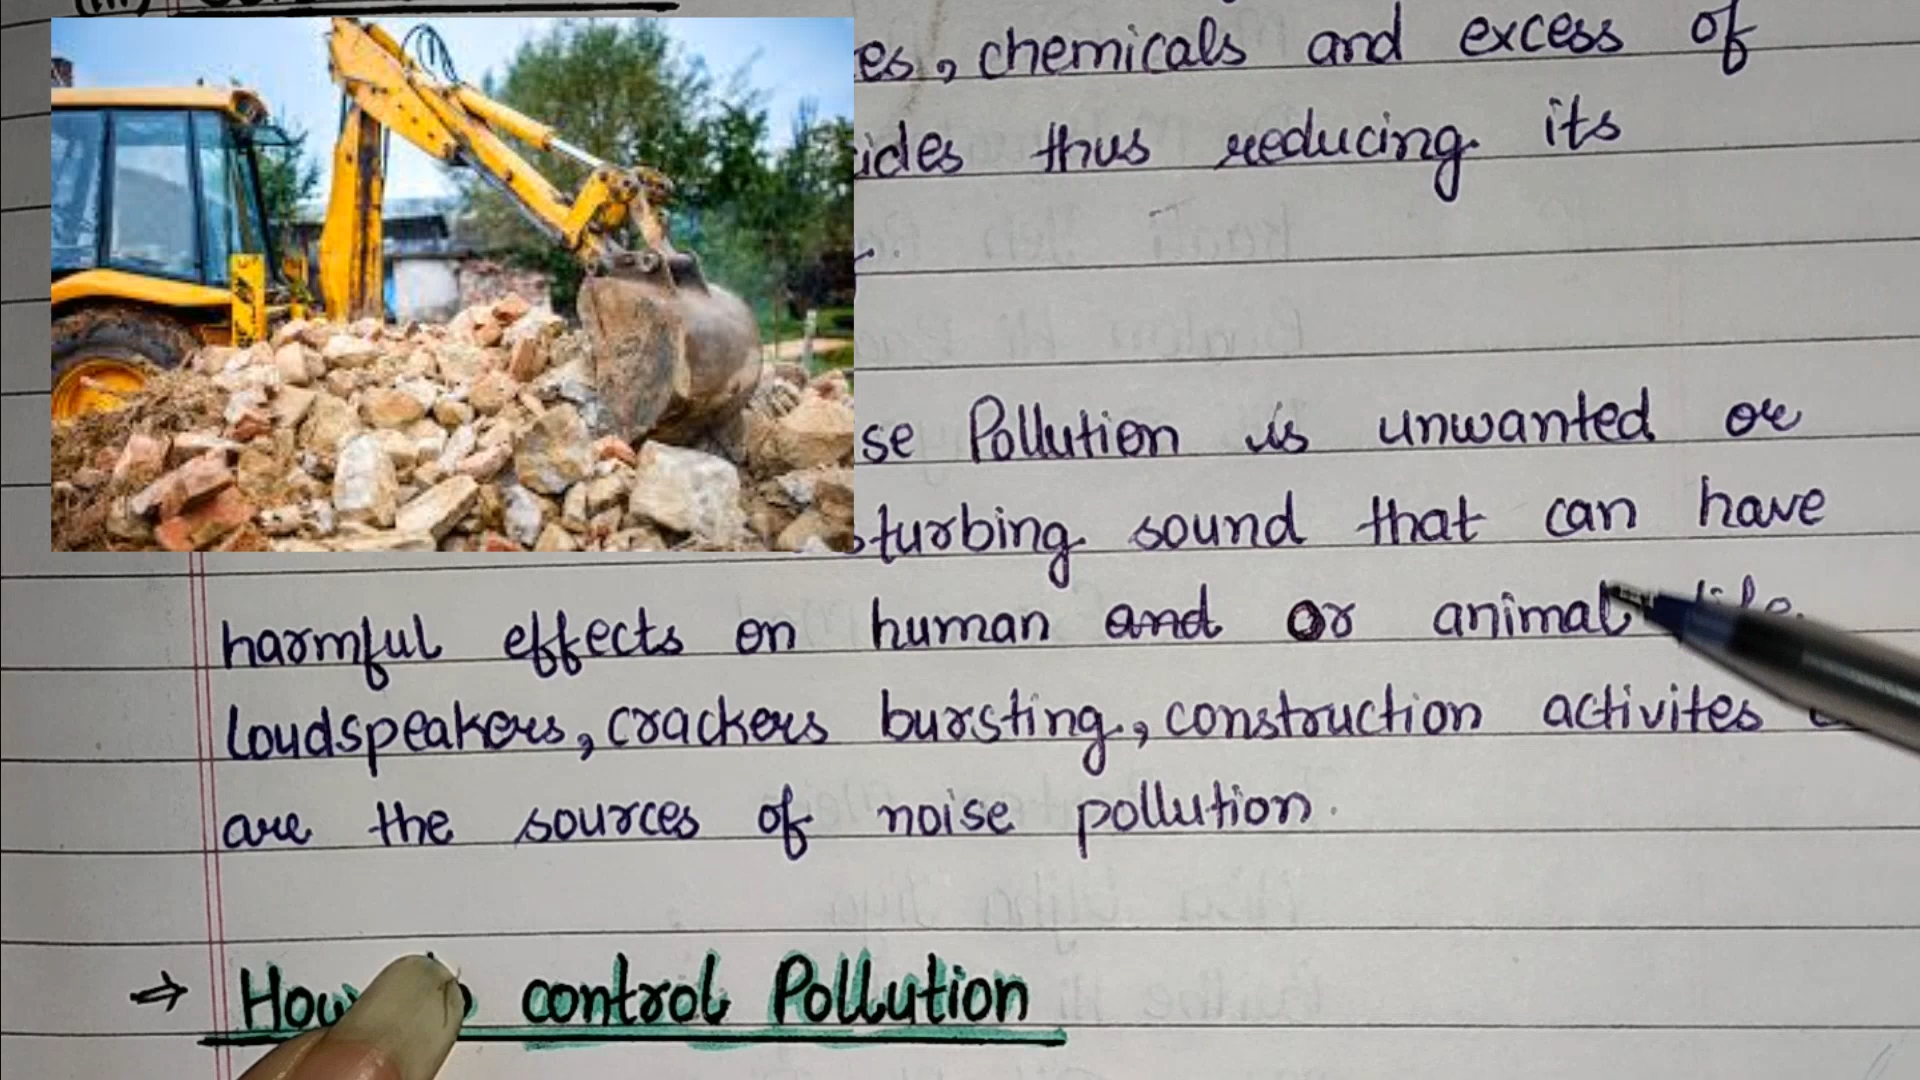 es, chemicals and excess of
ides thus reducing its
se Pollution is unwanted or
sturbing sound that can have
harmful effects on human and or animal life.
loudspeakers, crackers bursting, construction activites
are the sources of noise pollution.
⇒ How control Pollution